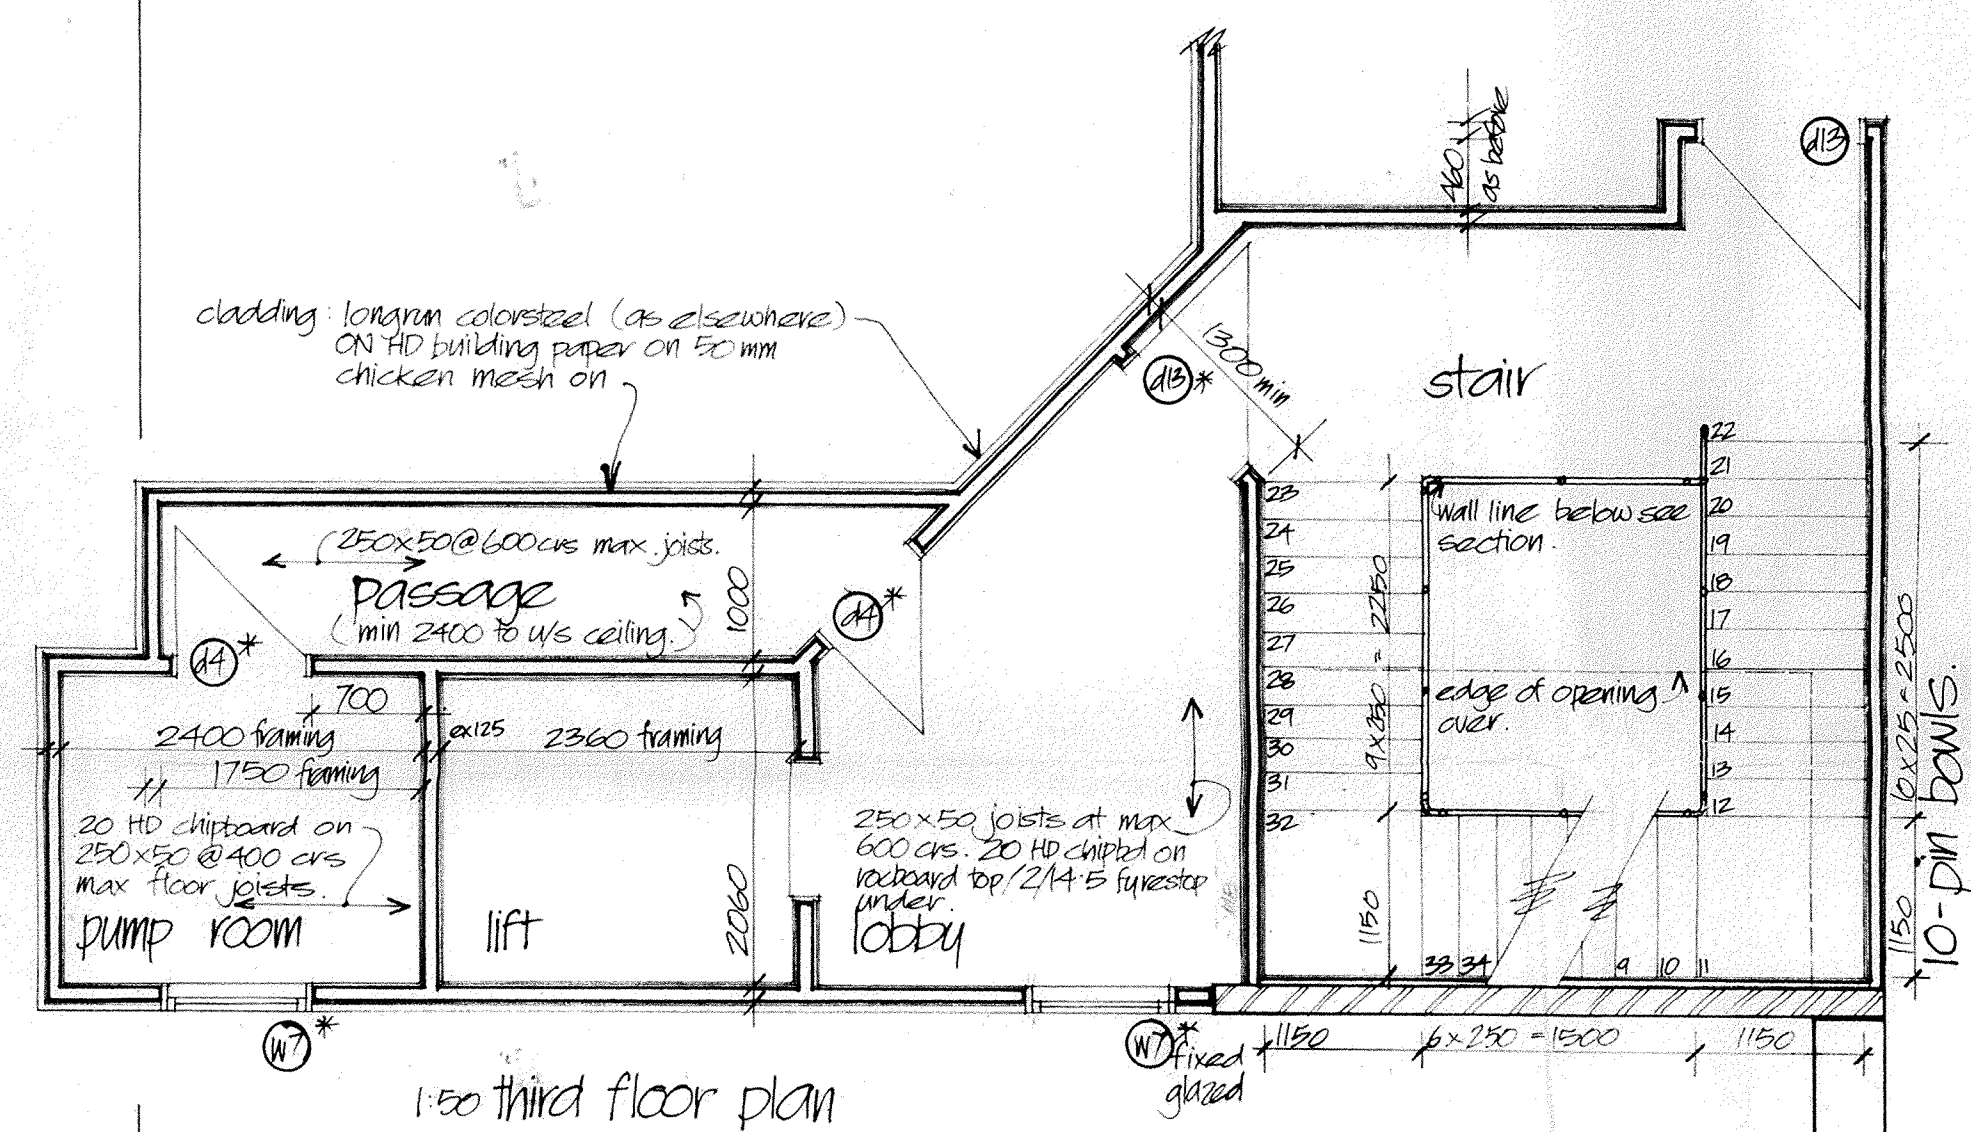 460
as before
d13
cladding : longrun colorsteel (as elsewhere)
ON HD building paper on 50mm
chicken mesh on
1300 min
d13*
stair
22
21
20
19
18
17
16
15
14
13
12
23
24
25
26
27
28
29
30
31
32
wall line below see
section.
250x50@600crs max. joists.
passage
(min 2400 to u/s ceiling.)
1000
d4*
d4*
9x250 = 2250
edge of opening
over.
10x25=2500
10-pin bowls.
700
2400 framing
ex125
2360 framing
1750 framing
20 HD chipboard on
250x50@400 crs
max floor joists.
pump room
lift
2060
250x50 joists at max
600 crs. 20 HD chipbd on
rocboard top/2/14.5 fyrestop
under.
lobby
1150
1150
33 34
9 10 11
w7*
w7*
fixed
glazed
1150
6x250 =1500
1150
1:50 third floor plan